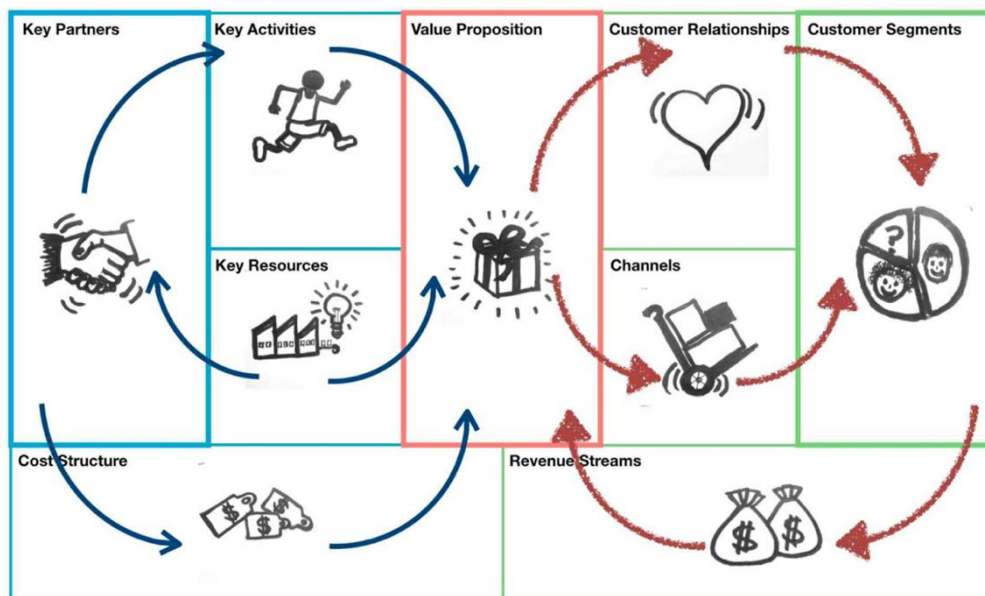 Key Partners
Key Activities
Value Proposition
Customer Relationships
Customer Segments
?
Key Resources
Channels
Cost Structure
Revenue Streams
$
$
$
$
$